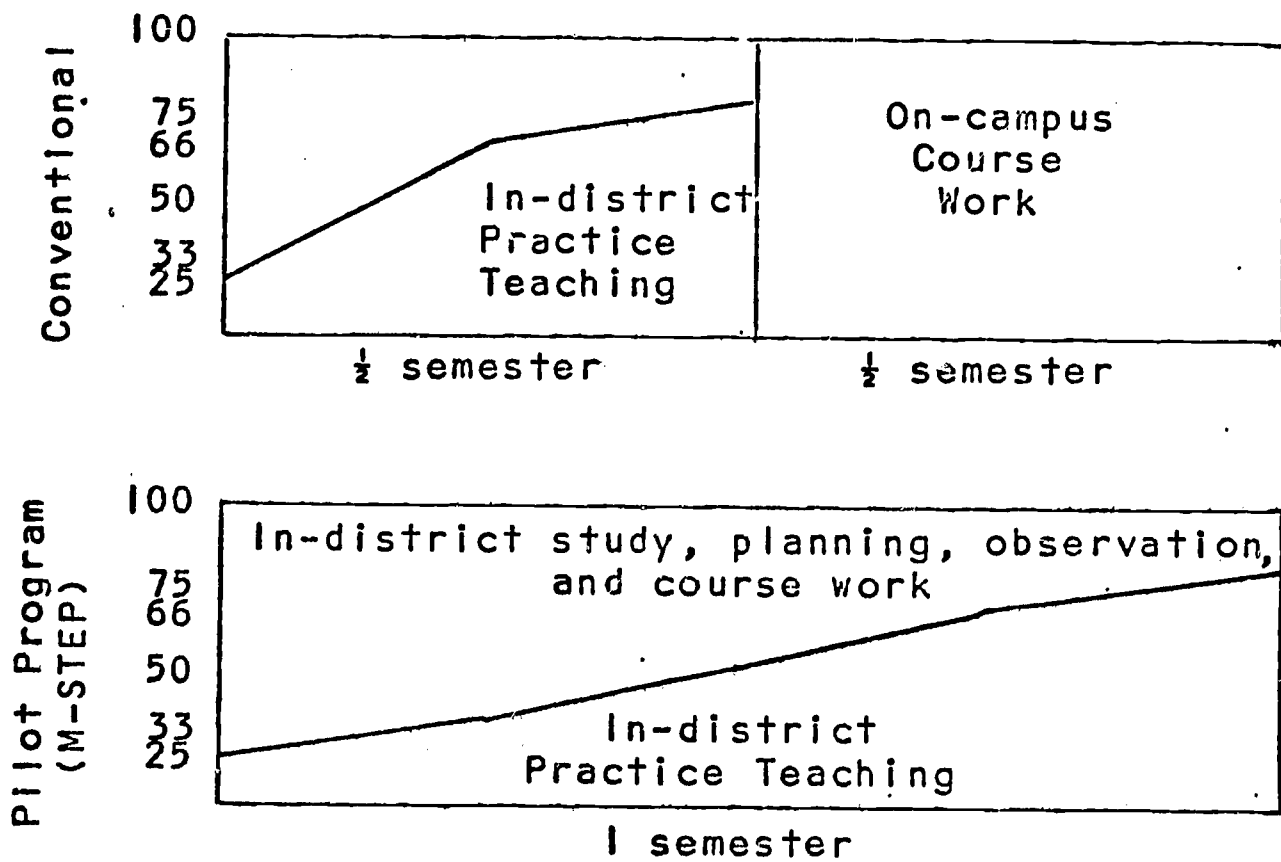 Conventional
100
75
66
50
33
25
In-district
Practice
Teaching
On-campus
Course
Work
½ semester
½ semester
Pilot Program
(M-STEP)
100
75
66
50
33
25
In-district study, planning, observation,
and course work
In-district
Practice Teaching
1 semester